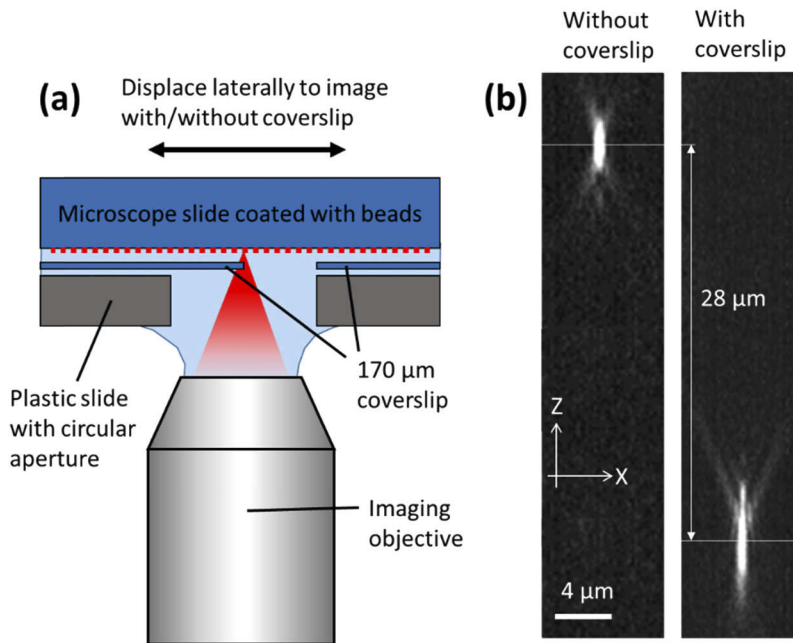 (a)
Displace laterally to image
with/without coverslip
Microscope slide coated with beads
Plastic slide
with circular
aperture
170 µm
coverslip
Imaging
objective
(b)
Without
coverslip
With
coverslip
28 µm
Z
X
4 µm